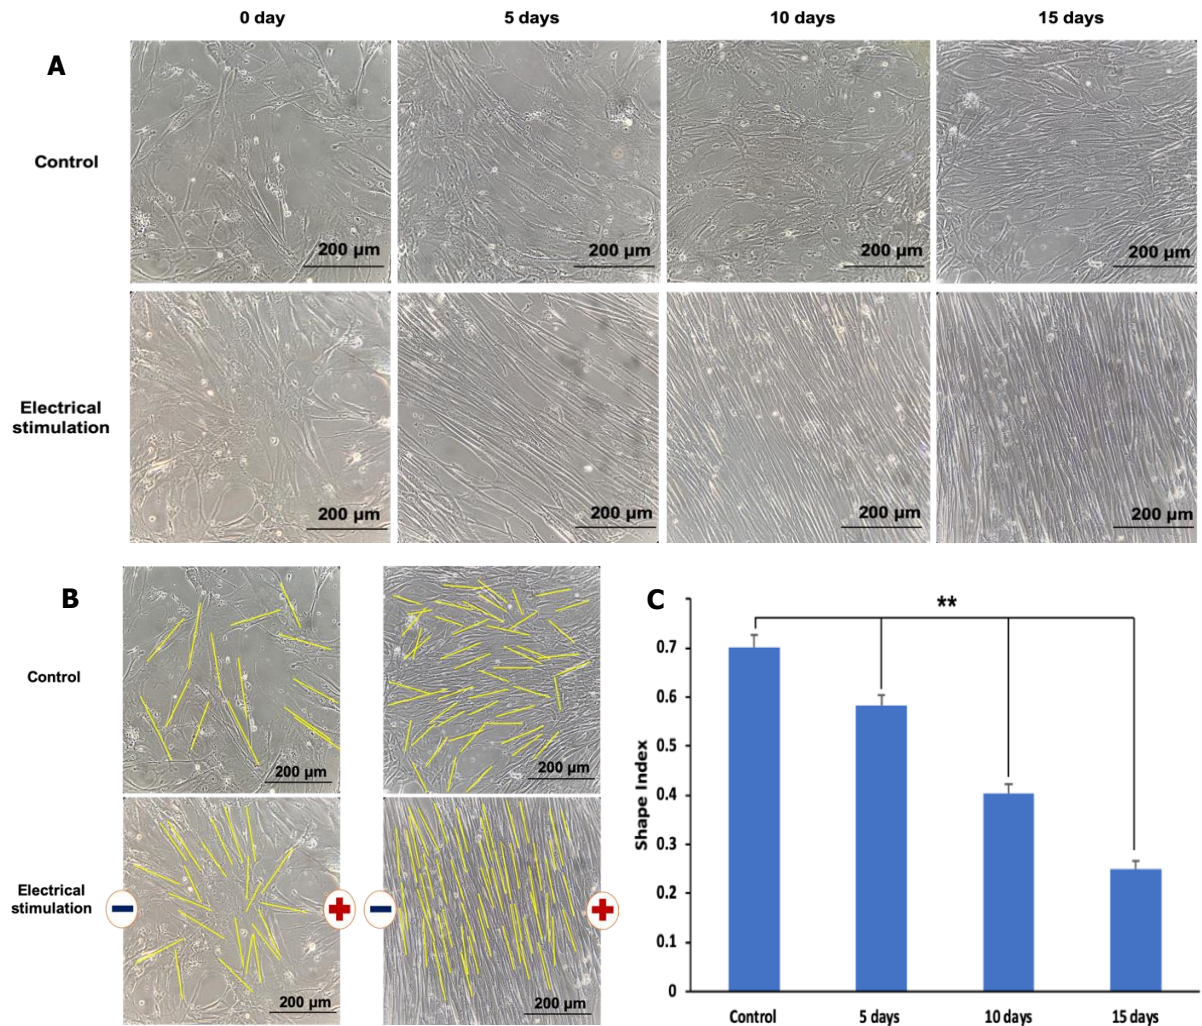 0 day
5 days
10 days
15 days
A
Control
200 µm
200 µm
200 µm
200 µm
Electrical
stimulation
200 µm
200 µm
200 µm
200 µm
B
Control
200 µm
200 µm
Electrical
stimulation
200 µm
200 µm
C
**
Shape Index
0.7
0.6
0.5
0.4
0.3
0.2
0.1
0
Control
5 days
10 days
15 days